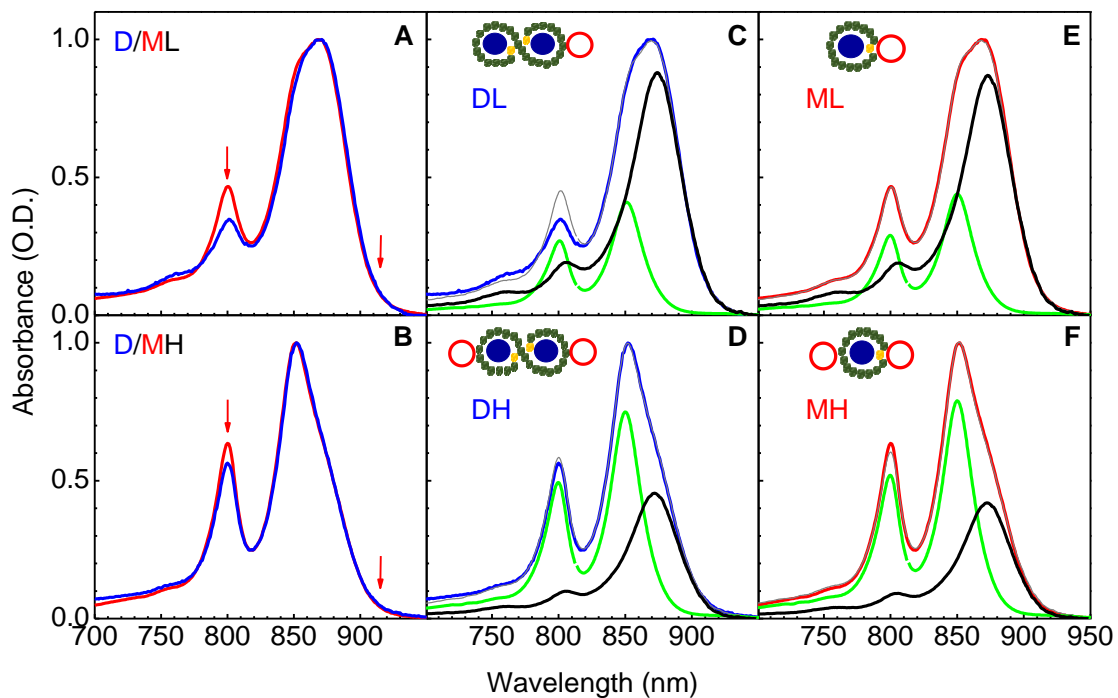 D/ML
A
C
E
DL
ML
1.0
0.5
0.0
D/MH
B
D
F
DH
MH
1.0
0.5
0.0
Absorbance (O.D.)
700 750 800 850 900
750 800 850 900
750 800 850 900 950
Wavelength (nm)